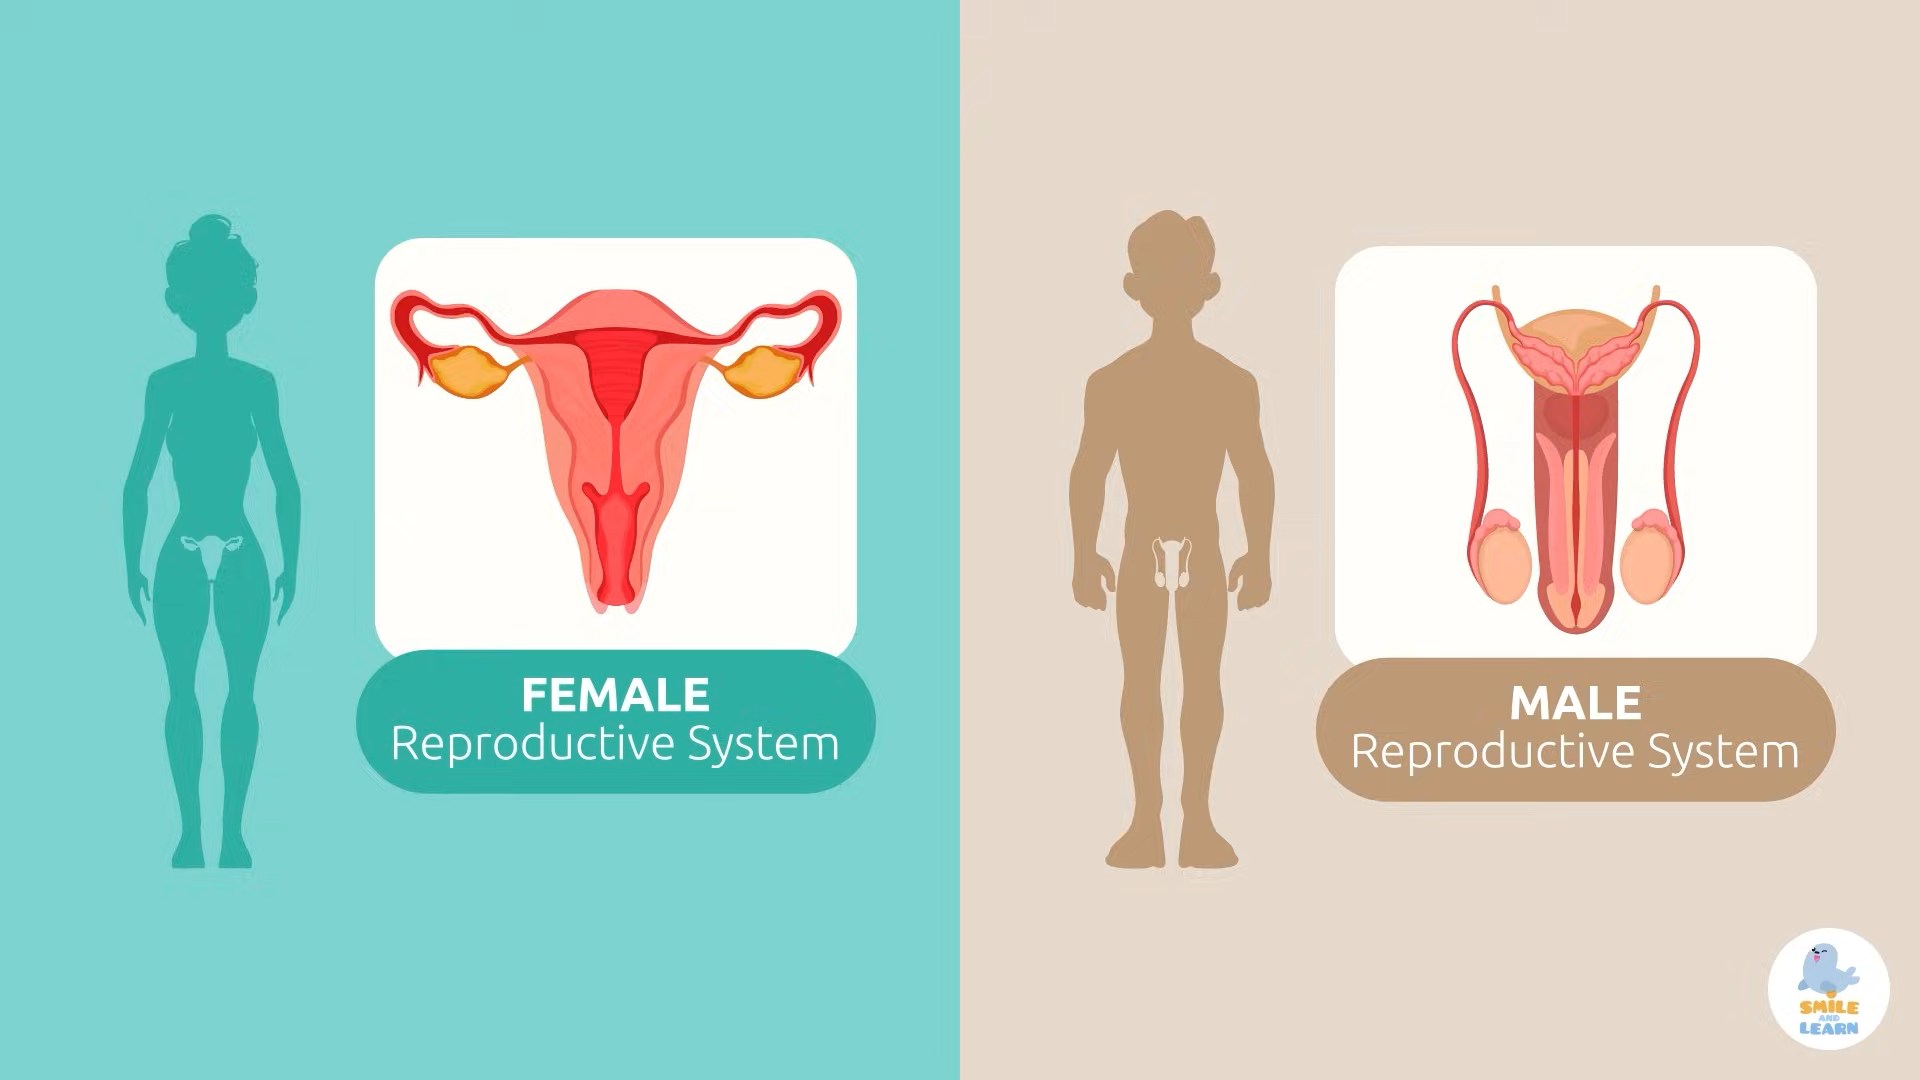 FEMALE
Reproductive System
MALE
Reproductive System
SMILE
AND
LEARN